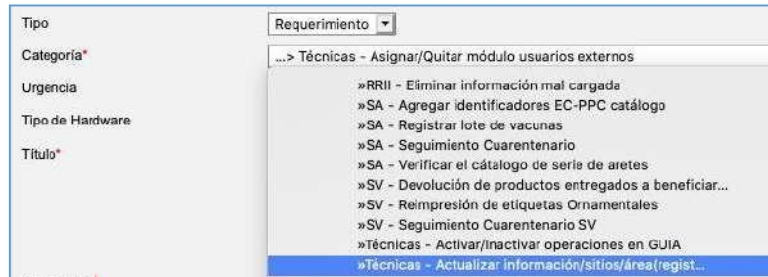 Tipo
Requerimiento
Categoría*
...> Técnicas - Asignar/Quitar módulo usuarios externos
Urgencia
»RRII - Eliminar información mal cargada
»SA - Agregar identificadores EC-PPC catálogo
Tipo de Hardware
»SA - Registrar lote de vacunas
»SA - Seguimiento Cuarentenario
Título*
»SA - Verificar el cátalogo de serie de aretes
»SV - Devolución de productos entregados a beneficiar...
»SV - Reimpresión de etiquetas Ornamentales
»SV - Seguimiento Cuarentenario SV
»Técnicas - Activar/Inactivar operaciones en GUIA
»Técnicas - Actualizar información/sitios/área(regist...